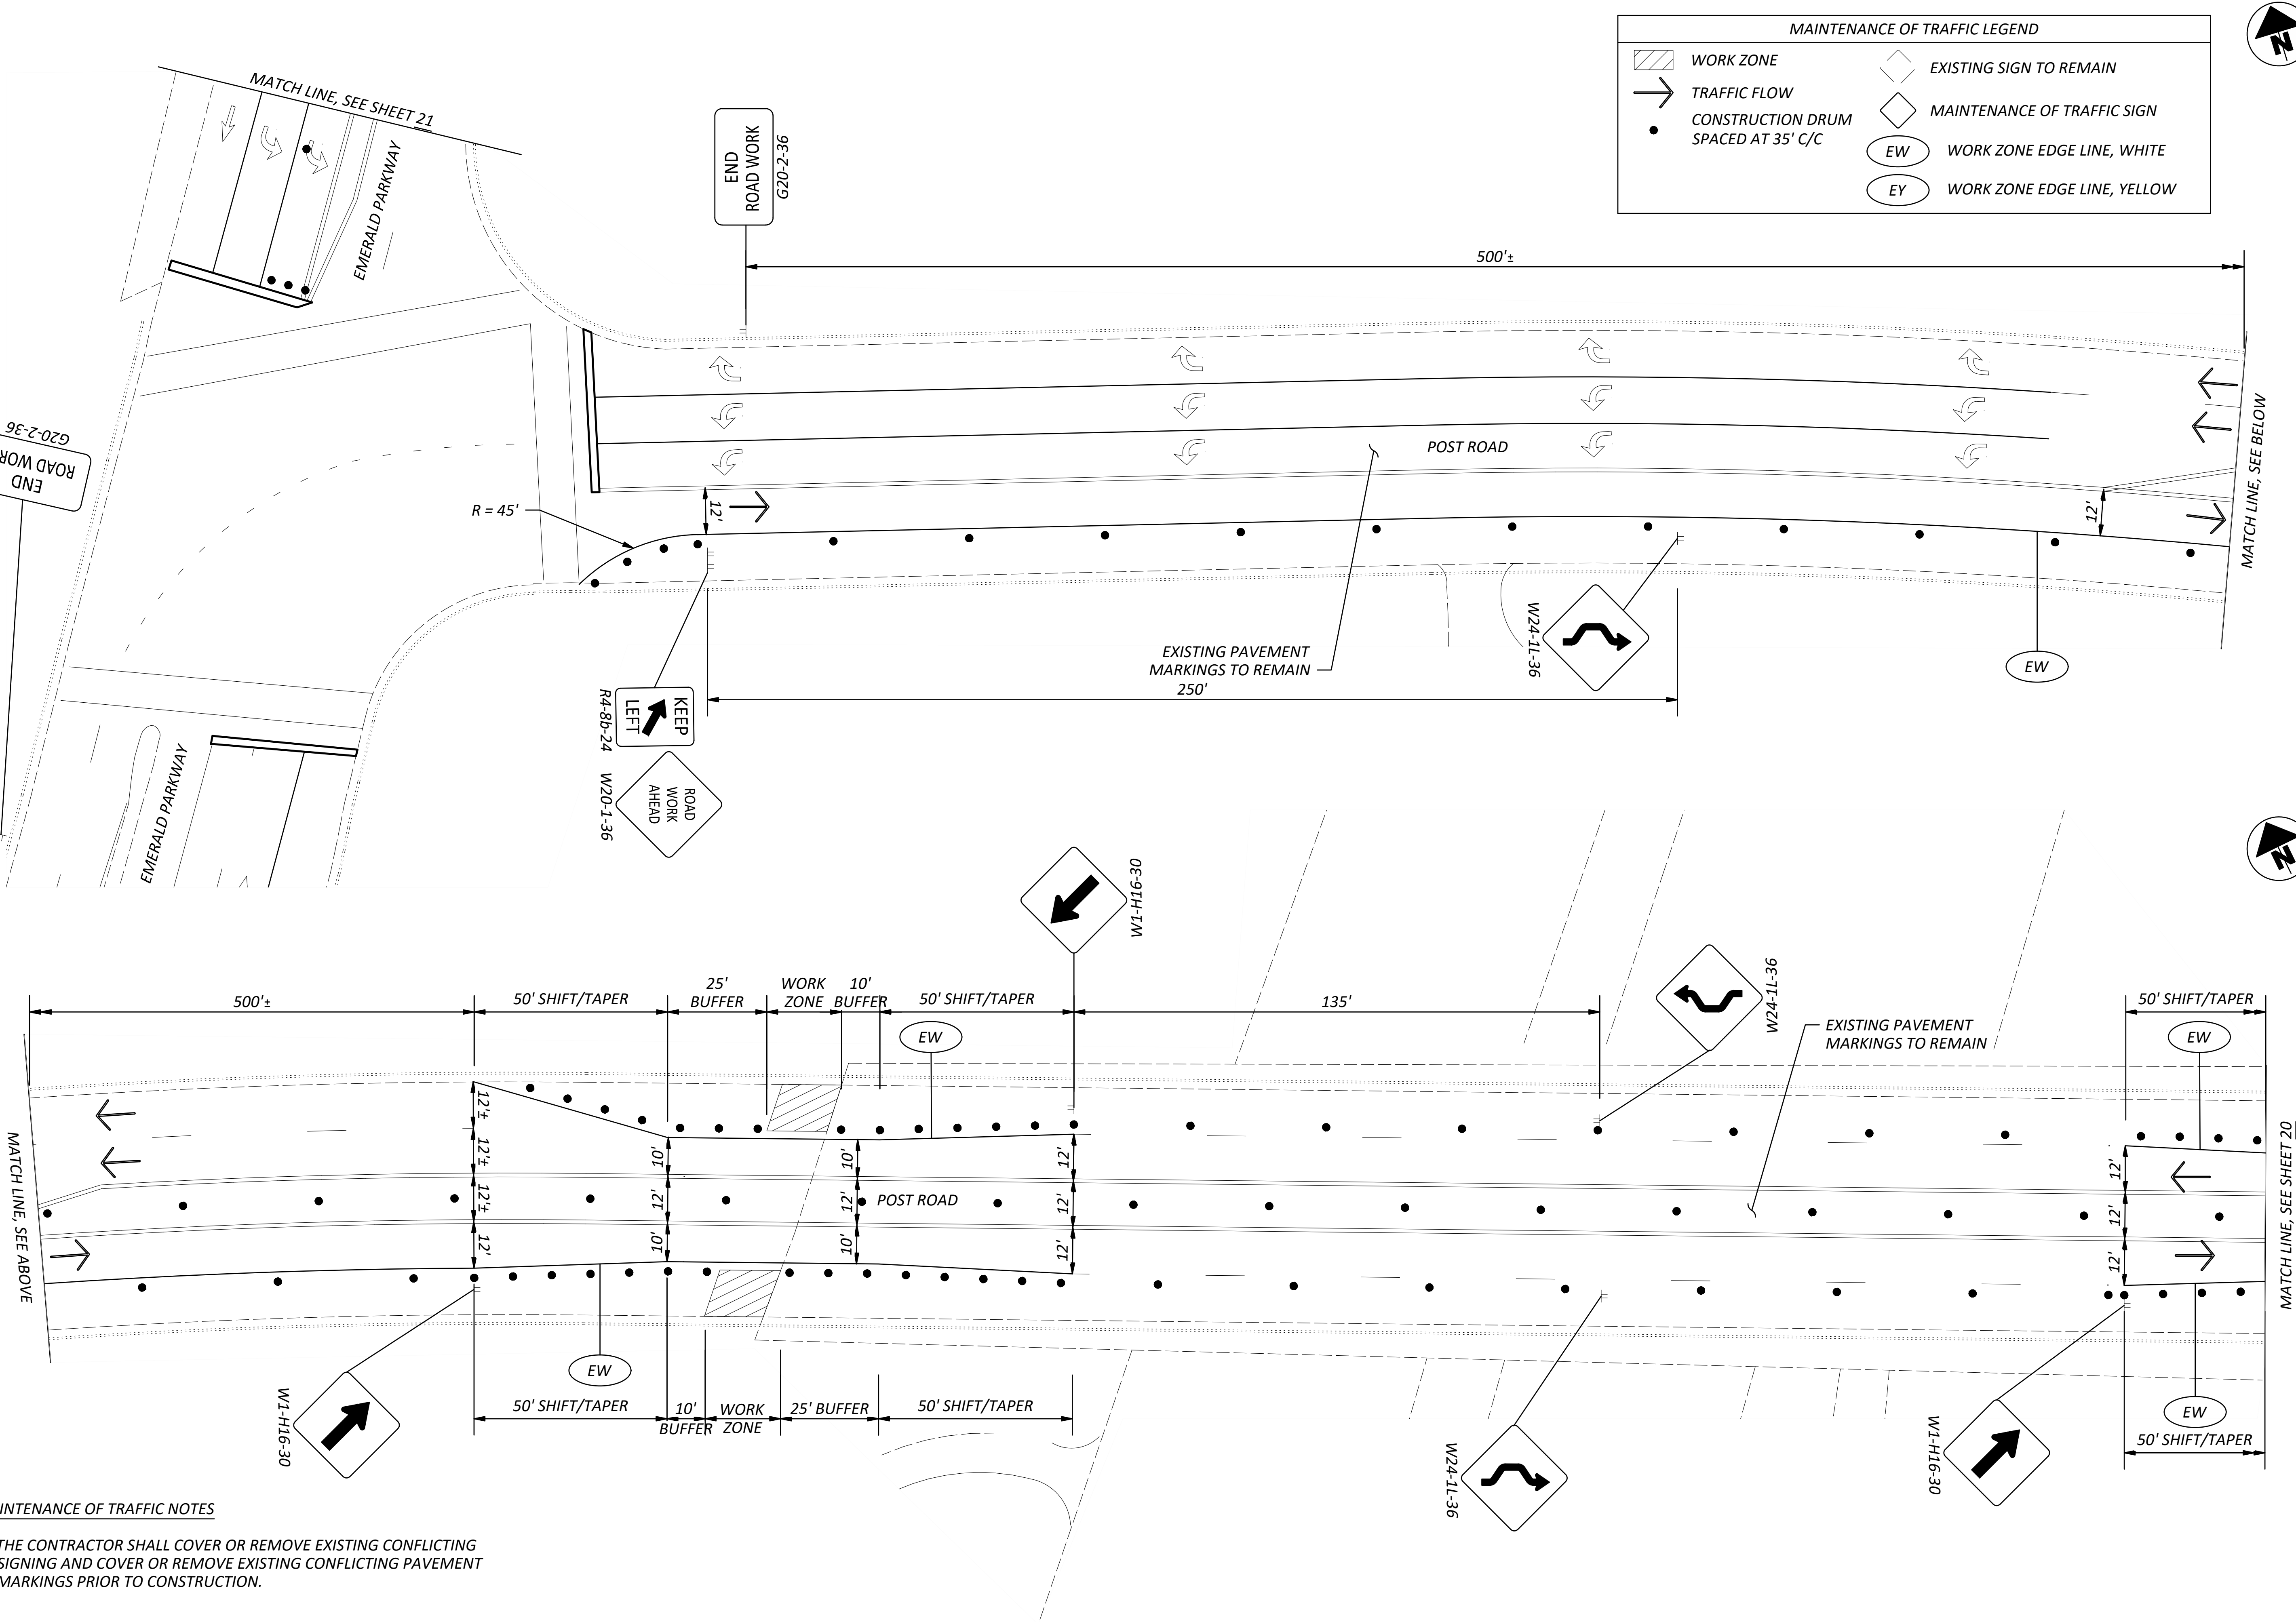 MAINTENANCE OF TRAFFIC LEGEND
WORK ZONE
TRAFFIC FLOW
CONSTRUCTION DRUM
SPACED AT 35' C/C
EXISTING SIGN TO REMAIN
MAINTENANCE OF TRAFFIC SIGN
EW
WORK ZONE EDGE LINE, WHITE
EY
WORK ZONE EDGE LINE, YELLOW
N
MATCH LINE, SEE SHEET 21
EMERALD PARKWAY
END
ROAD WORK
G20-2-36
500'±
G20-2-36
END
ROAD WOR
R = 45'
12'
POST ROAD
12'
MATCH LINE, SEE BELOW
EXISTING PAVEMENT
MARKINGS TO REMAIN
W24-1L-36
EW
250'
R4-8b-24
KEEP
LEFT
W20-1-36
ROAD
WORK
AHEAD
EMERALD PARKWAY
N
W1-H16-30
W24-1L-36
500'±
50' SHIFT/TAPER
25'
BUFFER
WORK
ZONE
10'
BUFFER
50' SHIFT/TAPER
135'
50' SHIFT/TAPER
EW
EXISTING PAVEMENT
MARKINGS TO REMAIN
EW
MATCH LINE, SEE ABOVE
12'±
12'±
12'±
12'
10'
12'
10'
10'
12'
10'
POST ROAD
12'
12'
12'
12'
12'
12'
MATCH LINE, SEE SHEET 20
EW
50' SHIFT/TAPER
10'
BUFFER
WORK
ZONE
25' BUFFER
50' SHIFT/TAPER
W1-H16-30
W24-1L-36
W1-H16-30
EW
50' SHIFT/TAPER
INTENANCE OF TRAFFIC NOTES
THE CONTRACTOR SHALL COVER OR REMOVE EXISTING CONFLICTING
SIGNING AND COVER OR REMOVE EXISTING CONFLICTING PAVEMENT
MARKINGS PRIOR TO CONSTRUCTION.